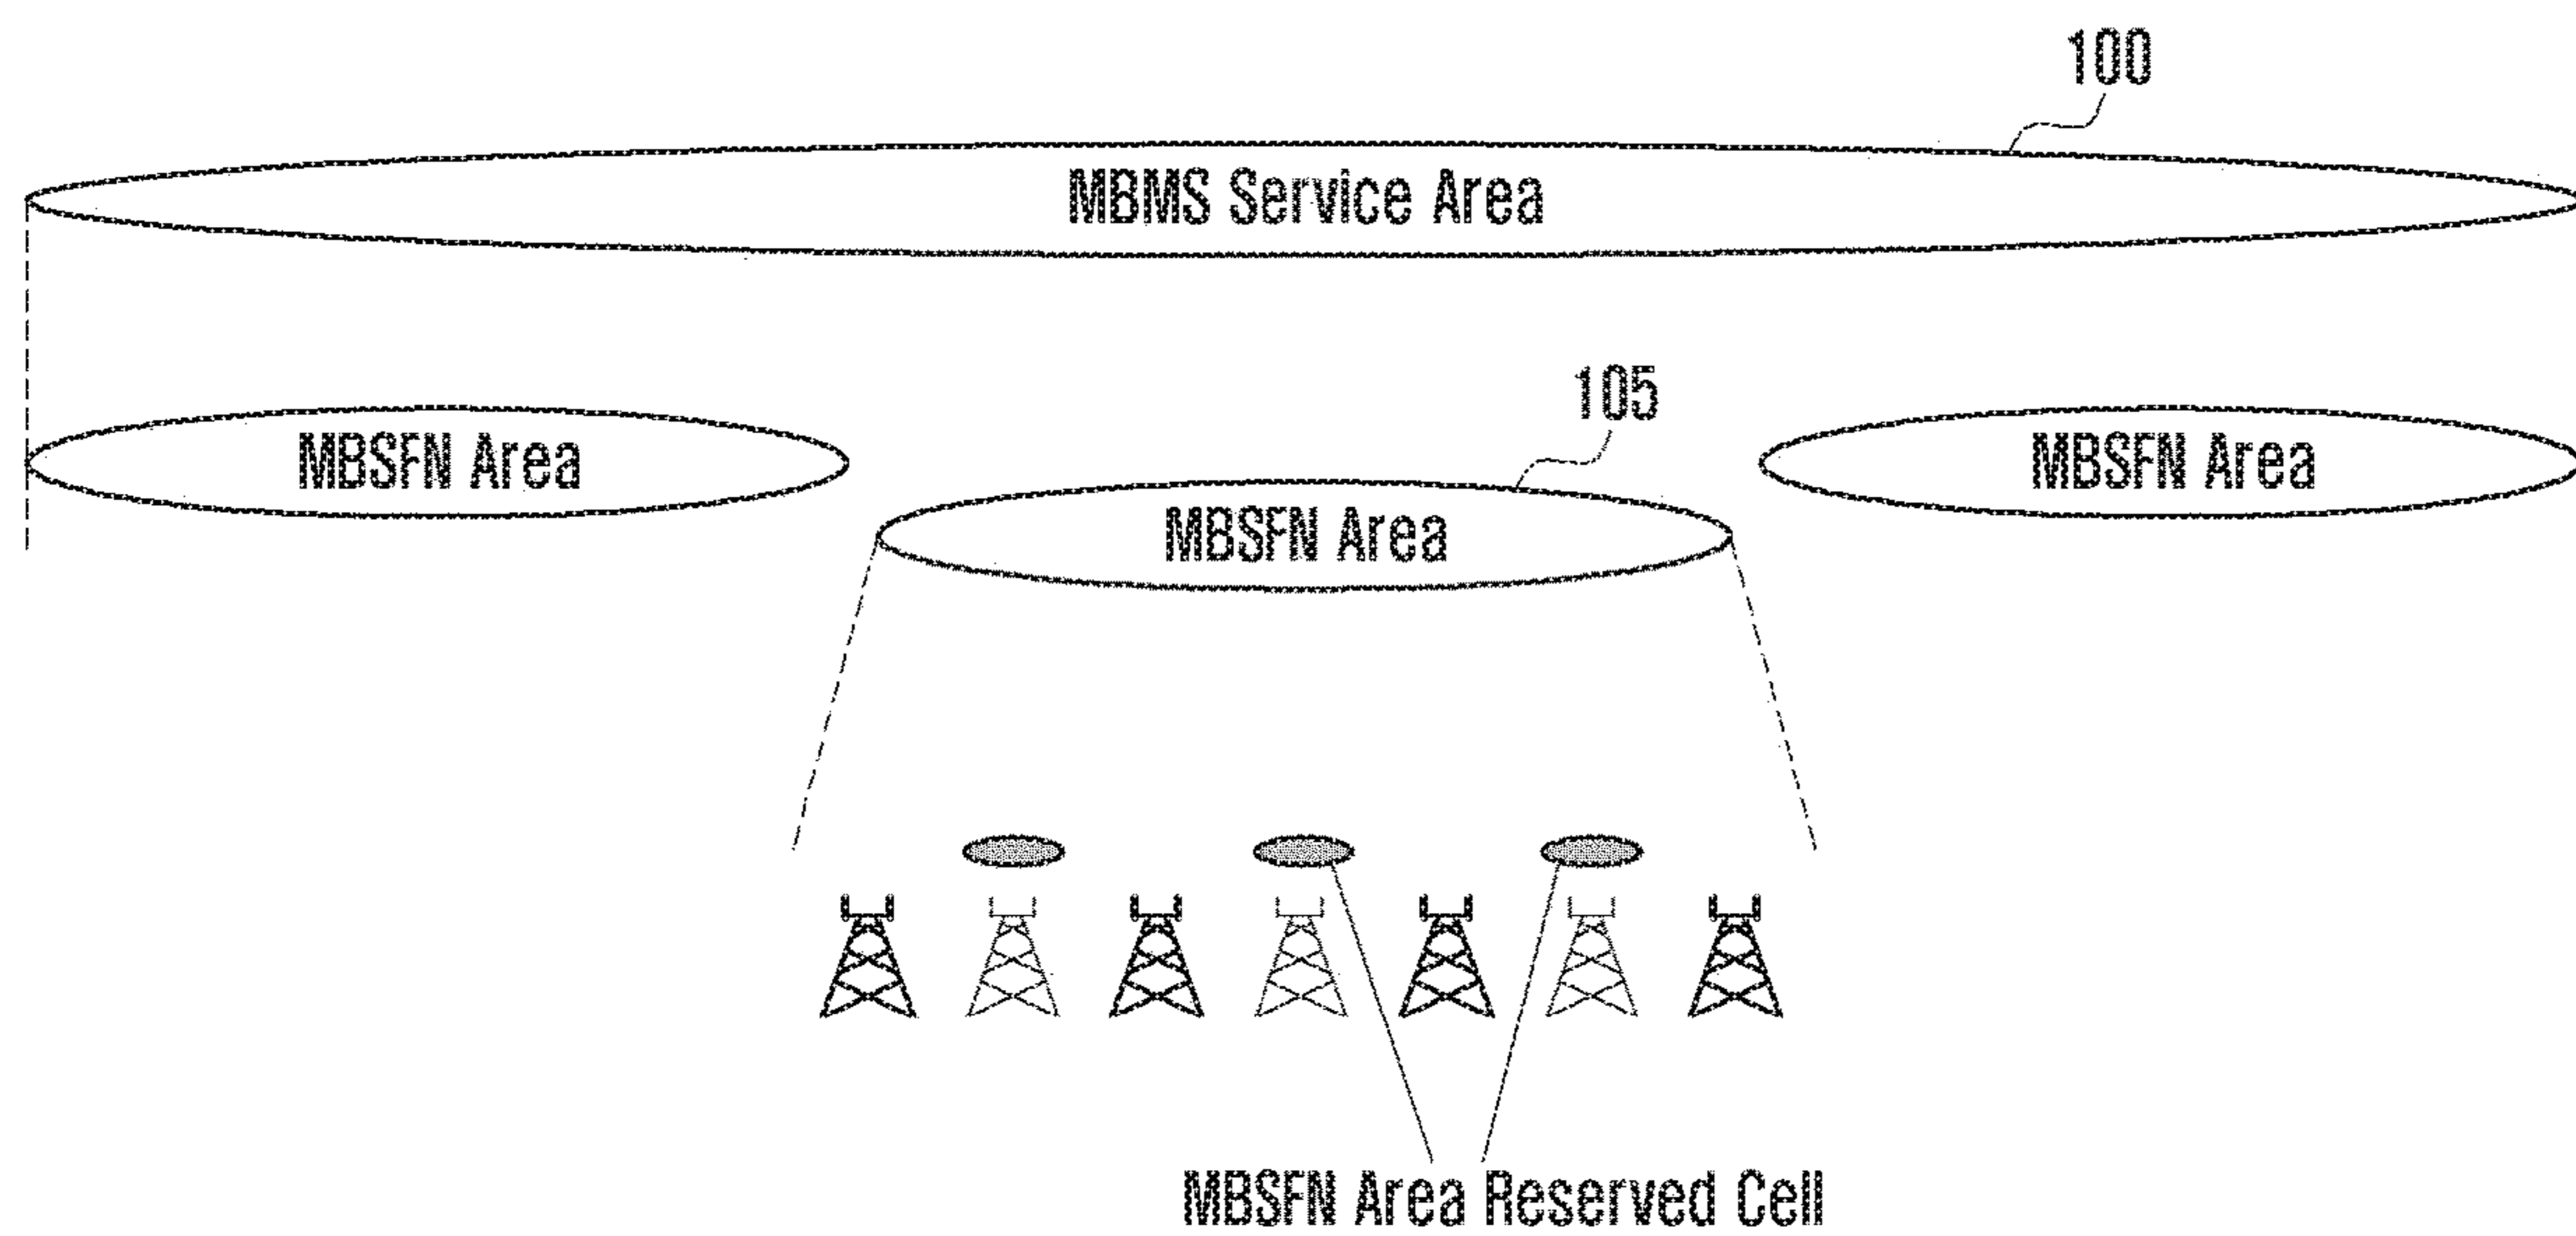 100
MBMS Service Area
105
MBSFN Area
MBSFN Area
MBSFN Area
MBSFN Area Reserved Cell